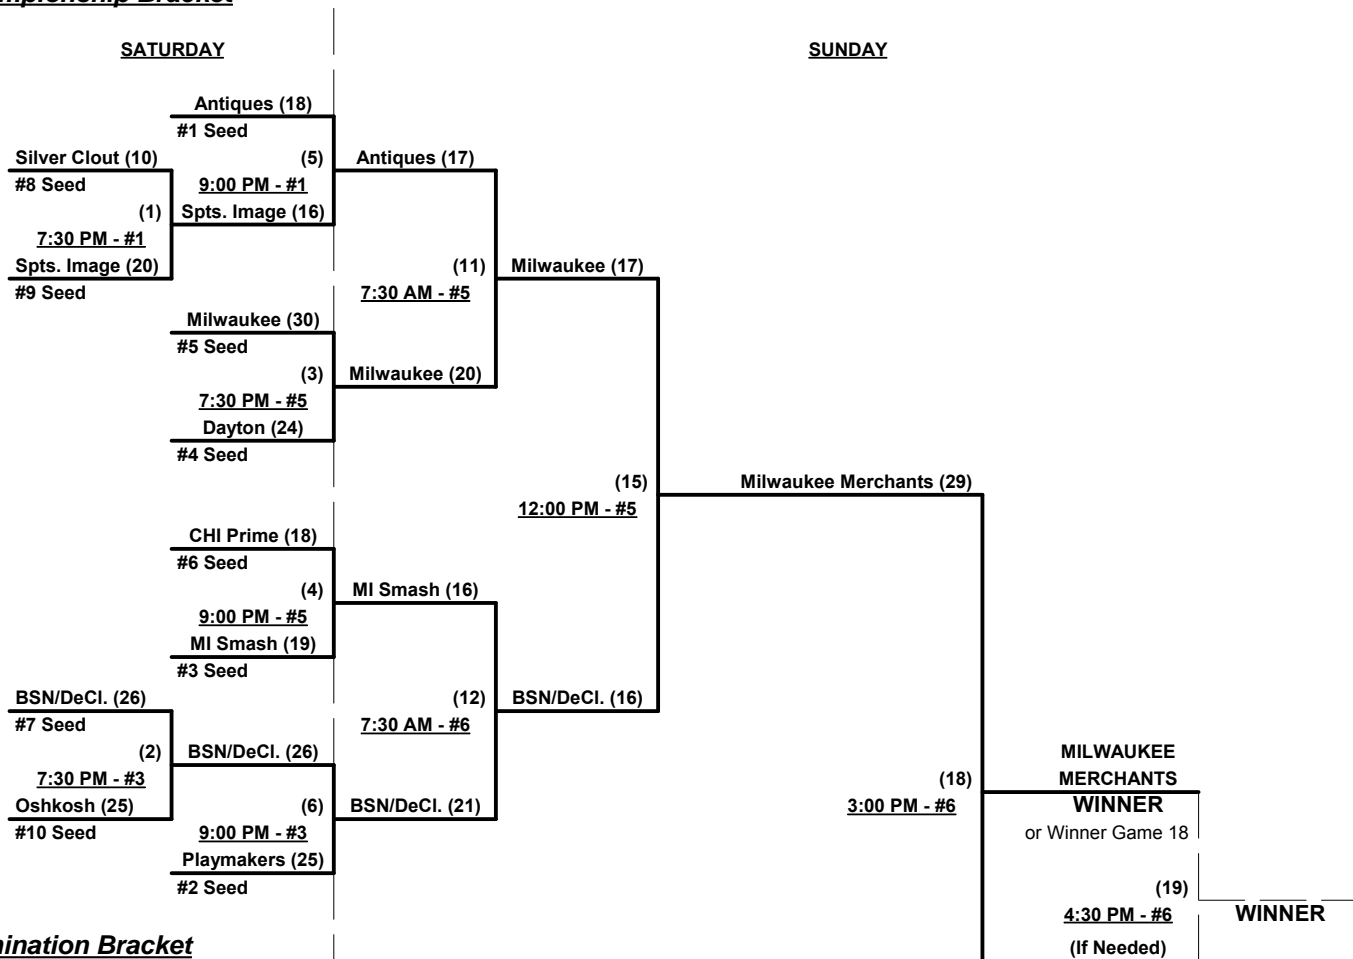 SATURDAY SUNDAY
Antiques (18)
#1 Seed
Silver Clout (10) (5) Antiques (17)
#8 Seed 9:00 PM - #1
(1) Spts. Image (16)
7:30 PM - #1
Spts. Image (20) (11) Milwaukee (17)
#9 Seed 7:30 AM - #5
Milwaukee (30)
#5 Seed
(3) Milwaukee (20)
7:30 PM - #5
Dayton (24)
#4 Seed
(15) Milwaukee Merchants (29)
12:00 PM - #5
CHI Prime (18)
#6 Seed
(4) MI Smash (16)
9:00 PM - #5
MI Smash (19)
#3 Seed
BSN/DeCl. (26) (12) BSN/DeCl. (16)
#7 Seed 7:30 AM - #6
(2) BSN/DeCl. (26) MILWAUKEE
7:30 PM - #3 (18) MERCHANTS
Oshkosh (25) (6) BSN/DeCl. (21) 3:00 PM - #6 WINNER
#10 Seed 9:00 PM - #3 or Winner Game 18
Playmakers (25)
#2 Seed (19)
4:30 PM - #6 WINNER
(If Needed)